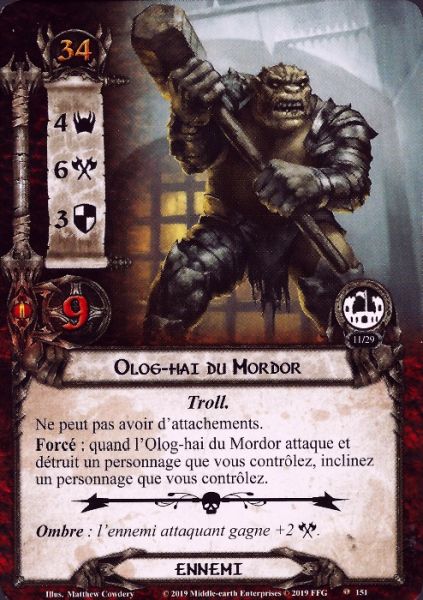 34
4
6
3
9
11/29
Olog-hai du Mordor
Troll.
Ne peut pas avoir d'attachements.
Forcé : quand l'Olog-hai du Mordor attaque et
détruit un personnage que vous contrôlez, inclinez
un personnage que vous contrôlez.
Ombre : l'ennemi attaquant gagne +2
ENNEMI
Illus. Matthew Cowdery © 2019 Middle-earth Enterprises © 2019 FFG 151